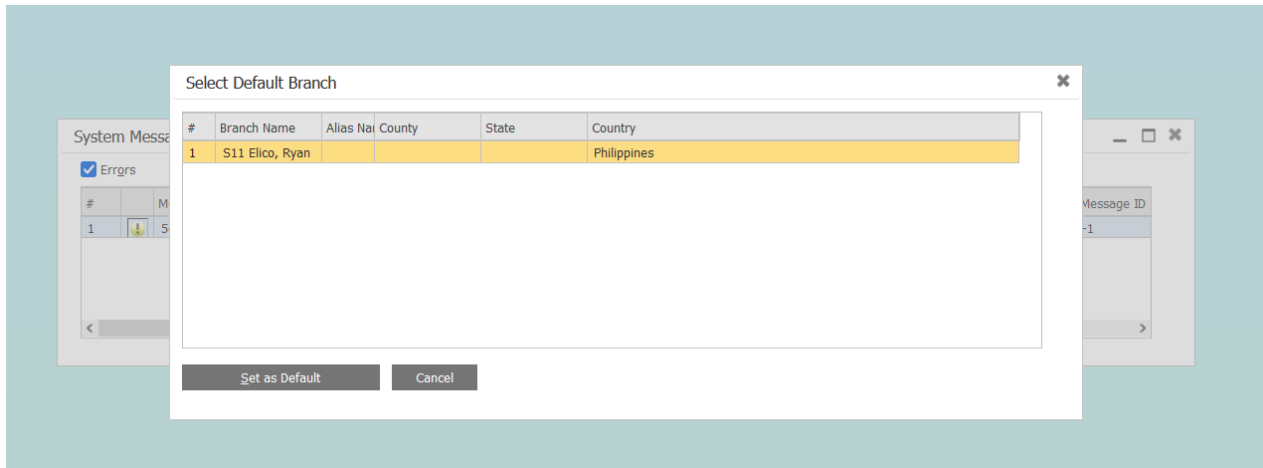 Select Default Branch
# Branch Name Alias Nar County State Country
1 S11 Elico, Ryan Philippines
Set as Default Cancel
System Messa
Errors
# M Message ID
1 5 -1